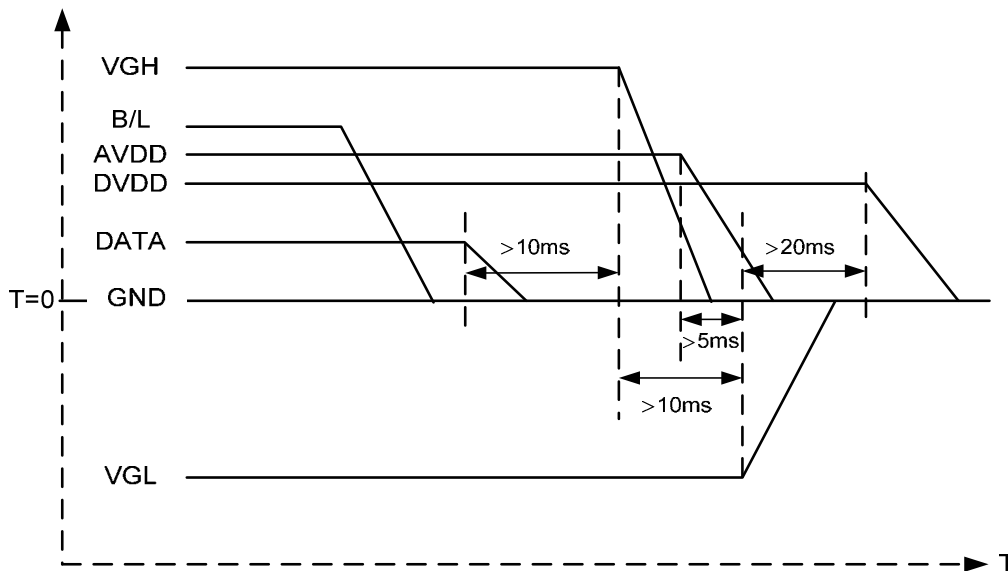 VGH
B/L
AVDD
DVDD
DATA
>10ms
>20ms
T=0
GND
>5ms
>10ms
VGL
T